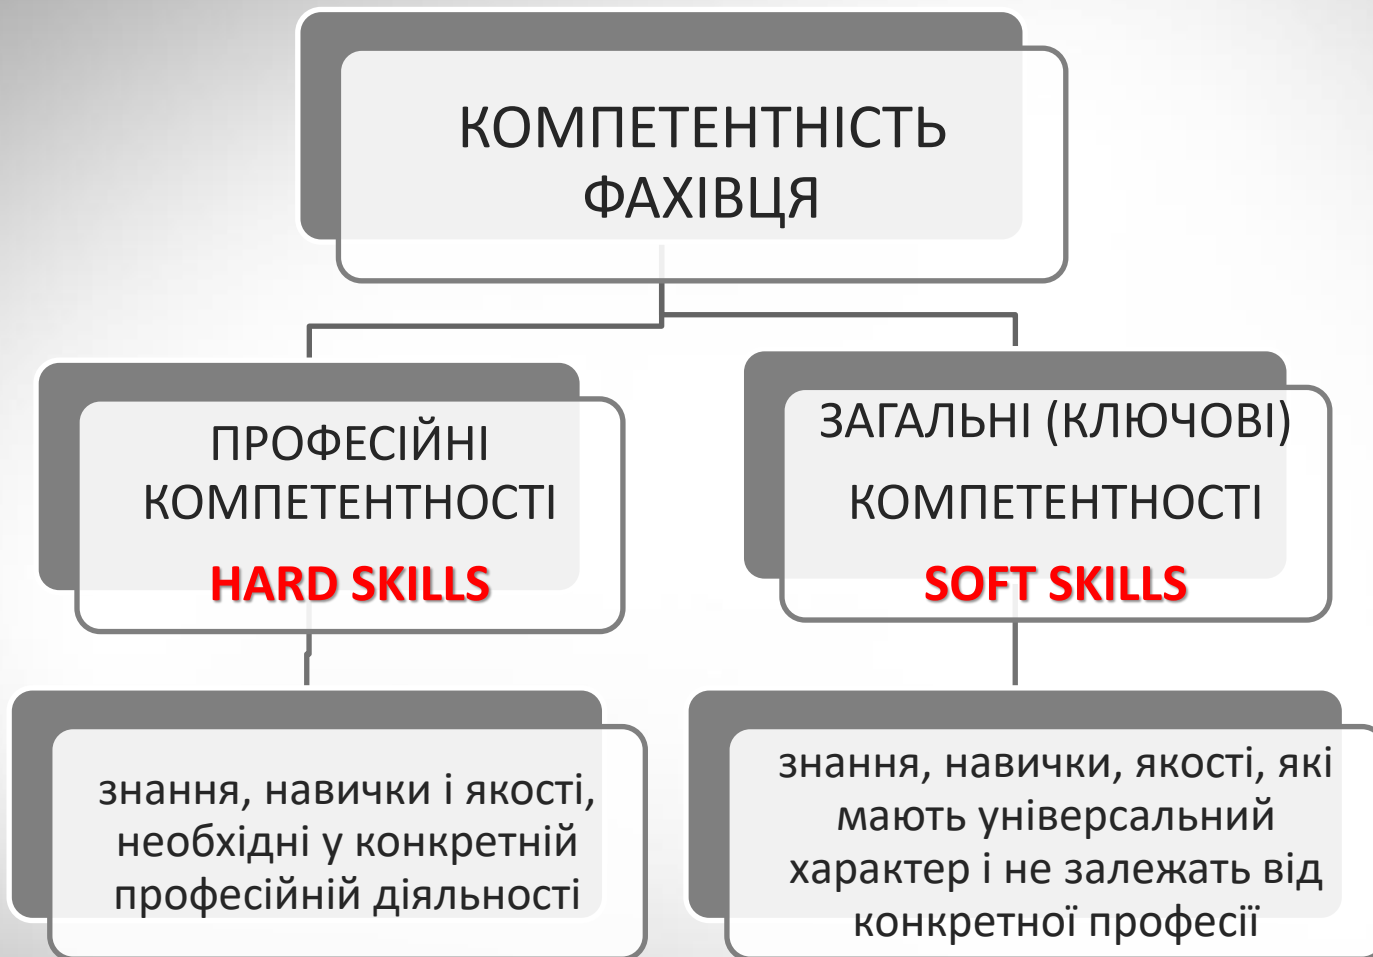 КОМПЕТЕНТНІСТЬ
ФАХІВЦЯ
ПРОФЕСІЙНІ
КОМПЕТЕНТНОСТІ
HARD SKILLS
ЗАГАЛЬНІ (КЛЮЧОВІ)
КОМПЕТЕНТНОСТІ
SOFT SKILLS
знання, навички і якості,
необхідні у конкретній
професійній діяльності
знання, навички, якості, які
мають універсальний
характер і не залежать від
конкретної професії